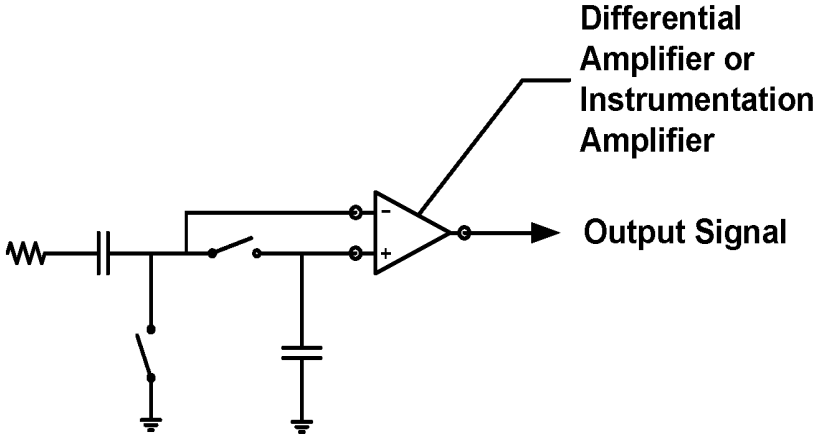 Differential
Amplifier or
Instrumentation
Amplifier
-
+
Output Signal